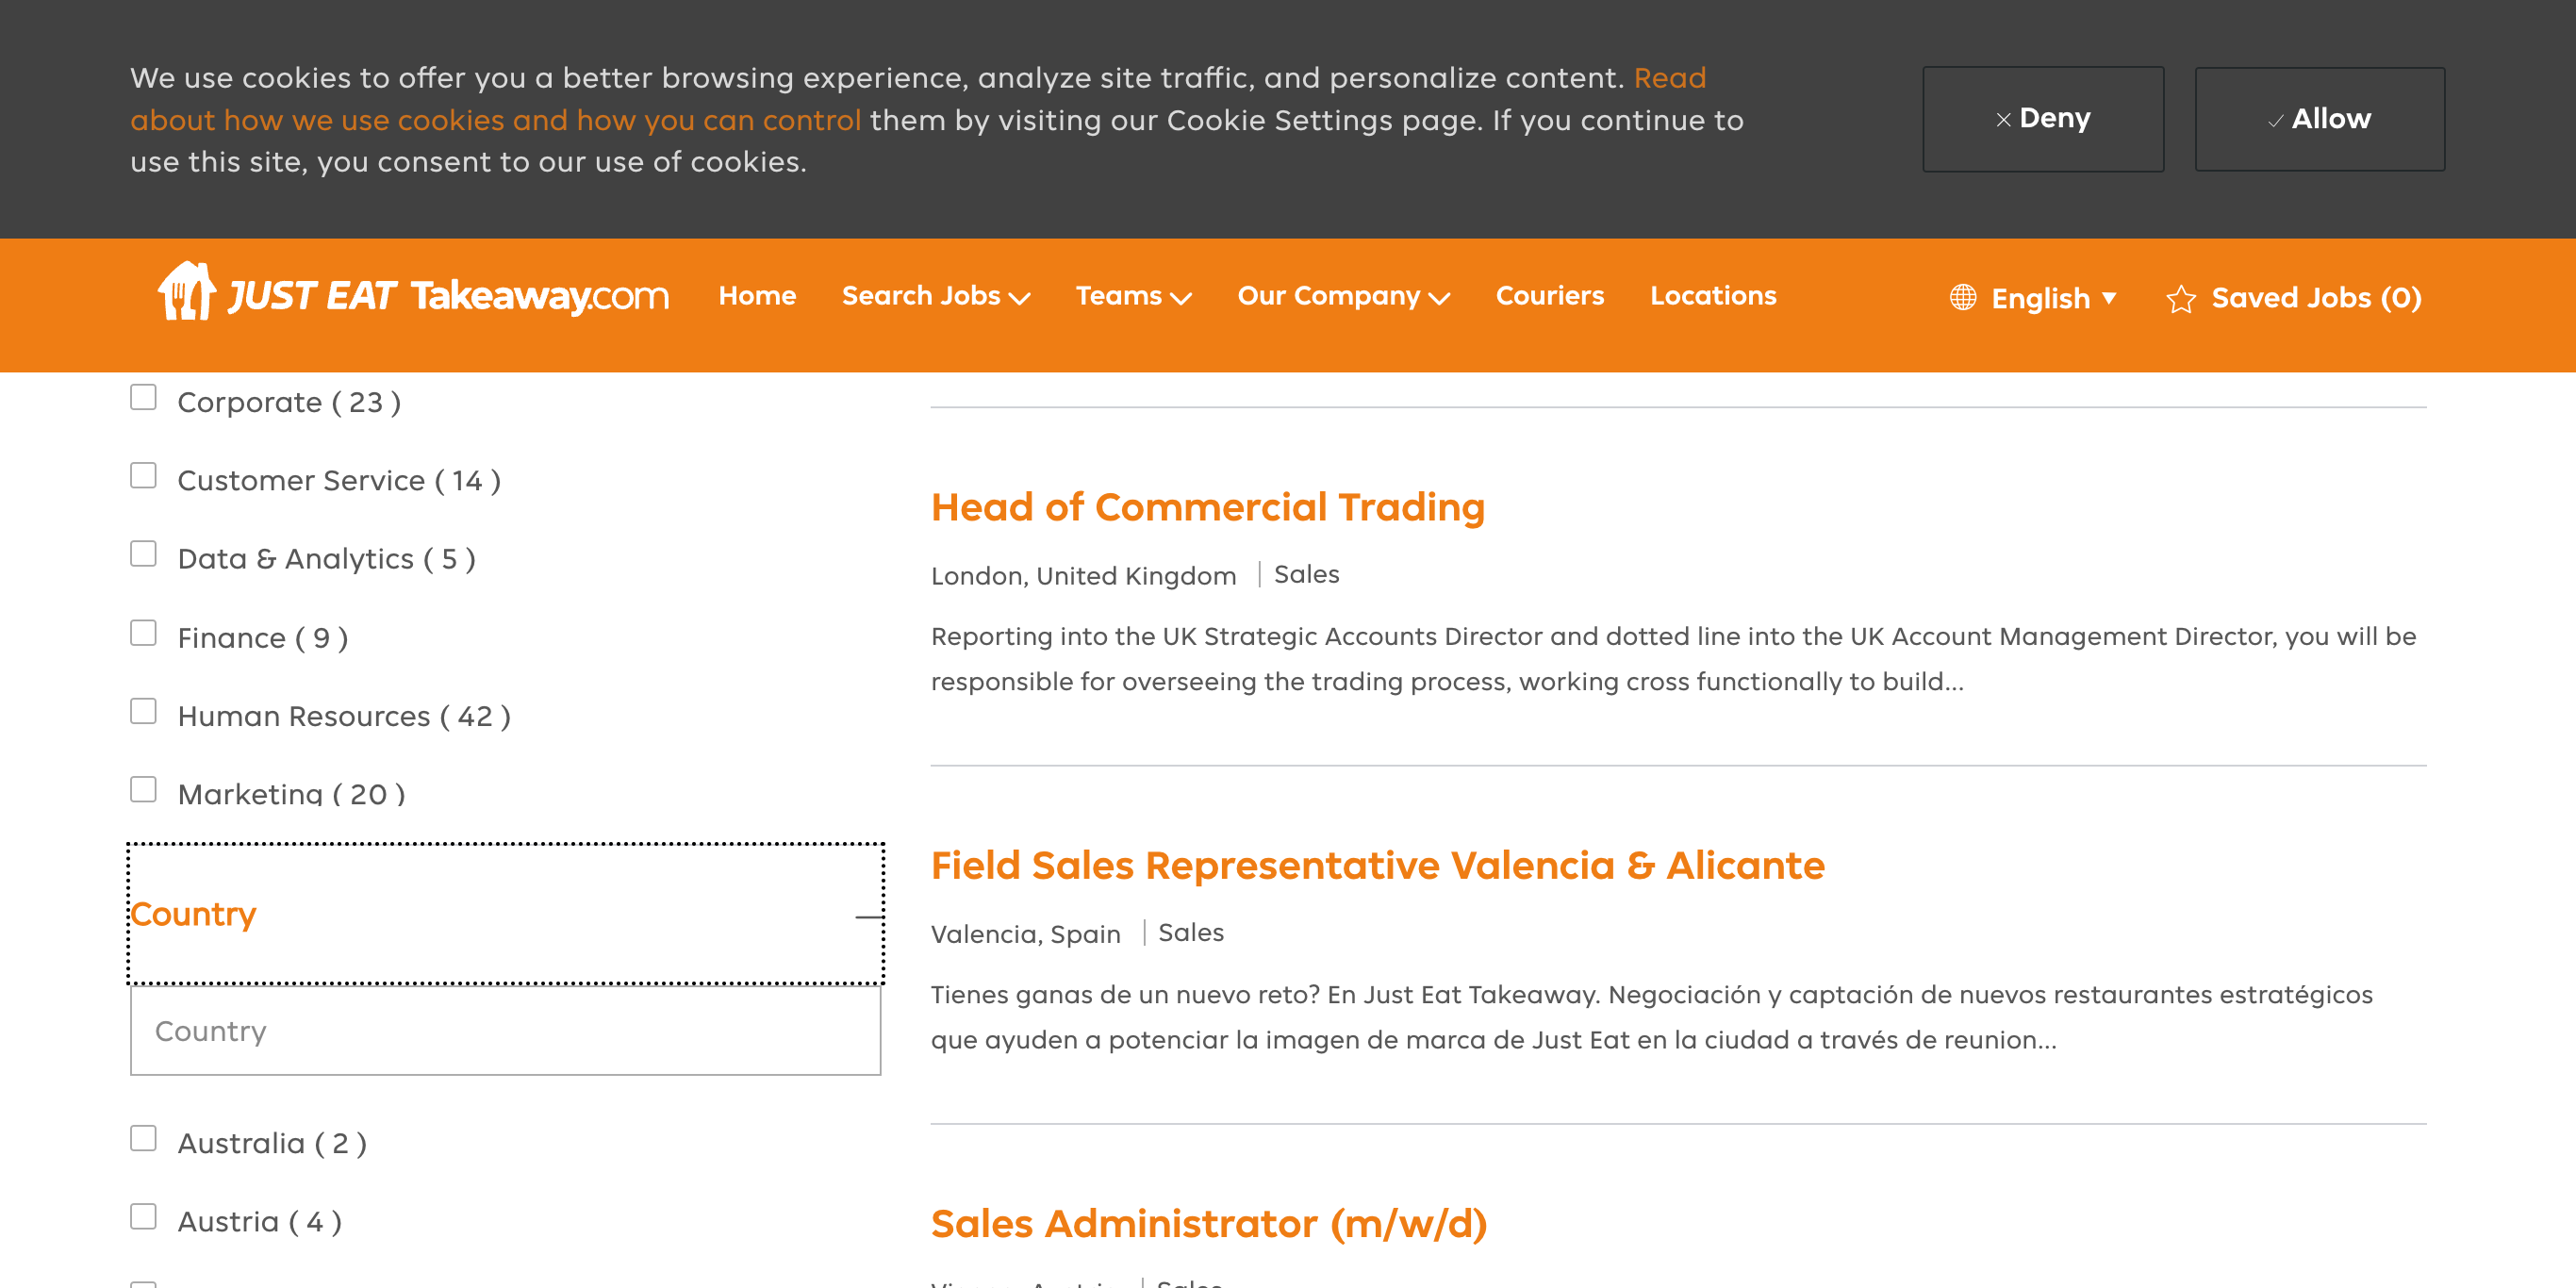 We use cookies to offer you a better browsing experience, analyze site traffic, and personalize content. Read
about how we use cookies and how you can control them by visiting our Cookie Settings page. If you continue to
use this site, you consent to our use of cookies.
Deny
Allow
JUST EAT Takeaway.com
Home
Search Jobs
Teams
Our Company
Couriers
Locations
English
Saved Jobs (0)
Corporate ( 23 )
Customer Service ( 14 )
Data & Analytics ( 5 )
Finance ( 9 )
Human Resources ( 42 )
Marketing ( 20 )
Country
Country
Australia ( 2 )
Austria ( 4 )
Head of Commercial Trading
London, United Kingdom | Sales
Reporting into the UK Strategic Accounts Director and dotted line into the UK Account Management Director, you will be
responsible for overseeing the trading process, working cross functionally to build...
Field Sales Representative Valencia & Alicante
Valencia, Spain | Sales
Tienes ganas de un nuevo reto? En Just Eat Takeaway. Negociación y captación de nuevos restaurantes estratégicos
que ayuden a potenciar la imagen de marca de Just Eat en la ciudad a través de reunion...
Sales Administrator (m/w/d)